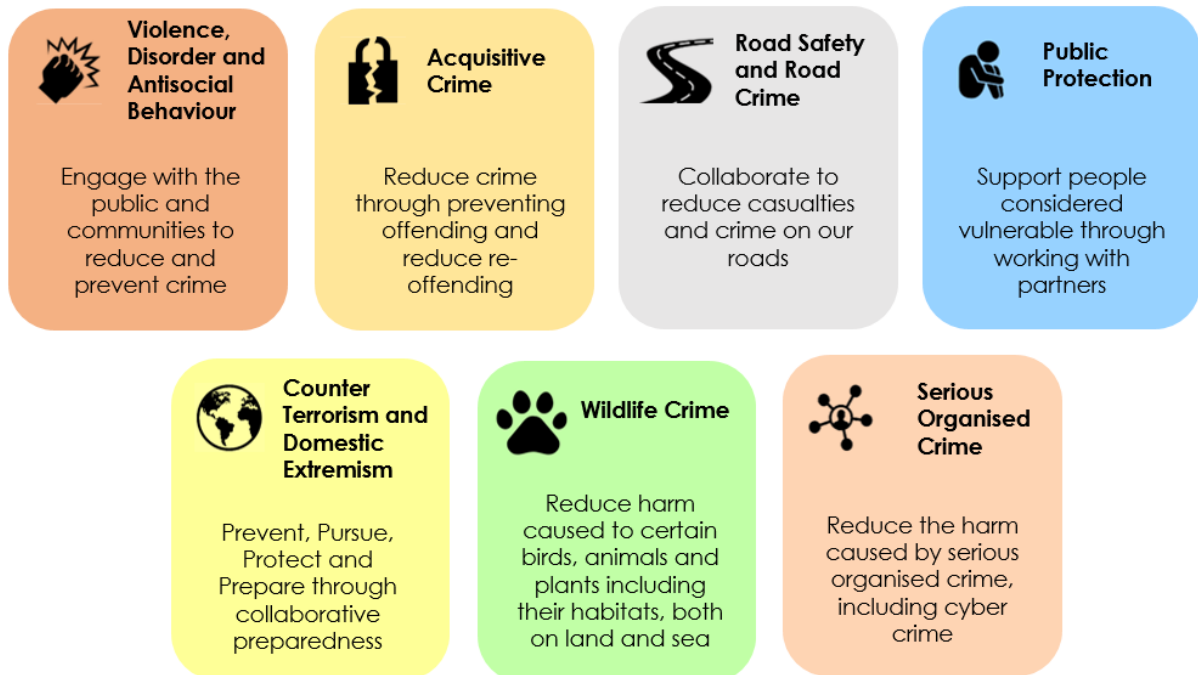 Violence,
Disorder and
Antisocial
Behaviour
Engage with the
public and
communities to
reduce and
prevent crime
Acquisitive
Crime
Reduce crime
through preventing
offending and
reduce re-
offending
Road Safety
and Road
Crime
Collaborate to
reduce casualties
and crime on our
roads
Public
Protection
Support people
considered
vulnerable through
working with
partners
Counter
Terrorism and
Domestic
Extremism
Prevent, Pursue,
Protect and
Prepare through
collaborative
preparedness
Wildlife Crime
Reduce harm
caused to certain
birds, animals and
plants including
their habitats, both
on land and sea
Serious
Organised
Crime
Reduce the harm
caused by serious
organised crime,
including cyber
crime